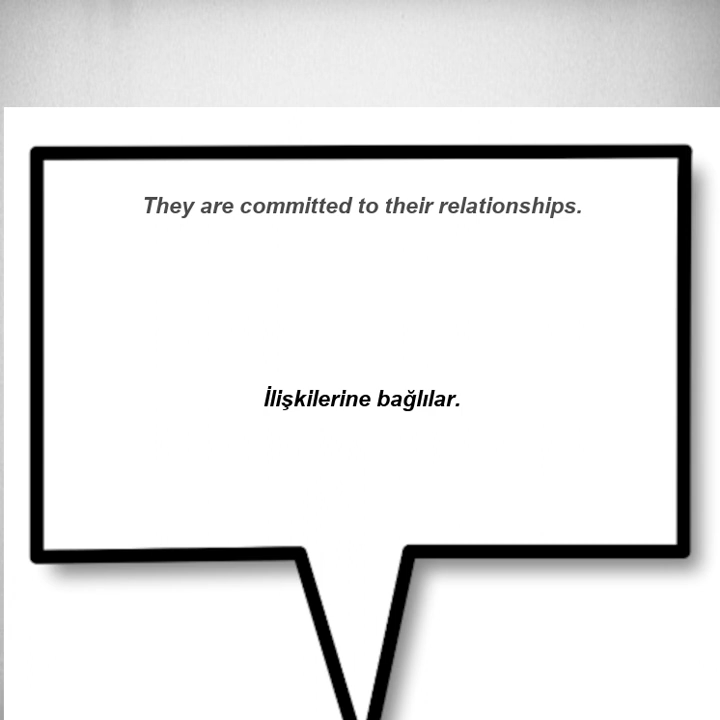 They are committed to their relationships.
İlişkilerine bağlılar.